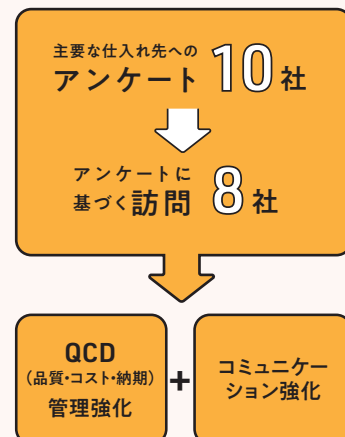 主要な仕入れ先への
アンケート 10社
アンケートに
基づく訪問 8社
QCD
（品質・コスト・納期）
管理強化
+
コミュニケー
ション強化